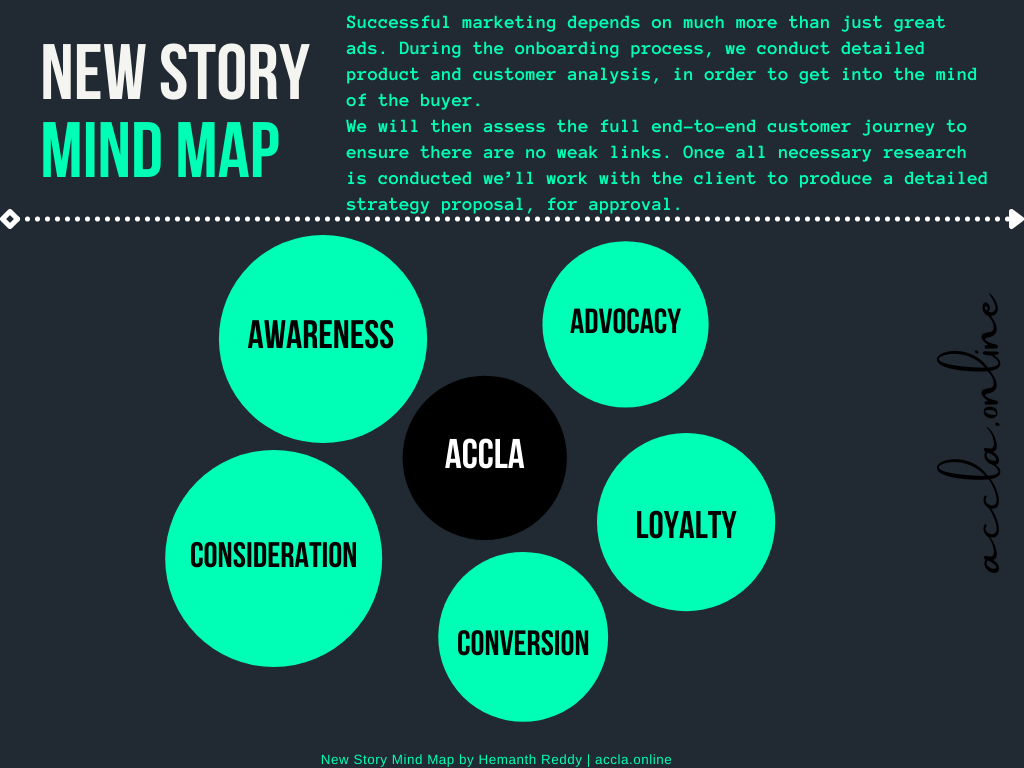 NEW STORY
MIND MAP
Successful marketing depends on much more than just great
ads. During the onboarding process, we conduct detailed
product and customer analysis, in order to get into the mind
of the buyer.
We will then assess the full end-to-end customer journey to
ensure there are no weak links. Once all necessary research
is conducted we’ll work with the client to produce a detailed
strategy proposal, for approval.
AWARENESS
ADVOCACY
ACCLA
LOYALTY
CONSIDERATION
CONVERSION
accla.online
New Story Mind Map by Hemanth Reddy | accla.online